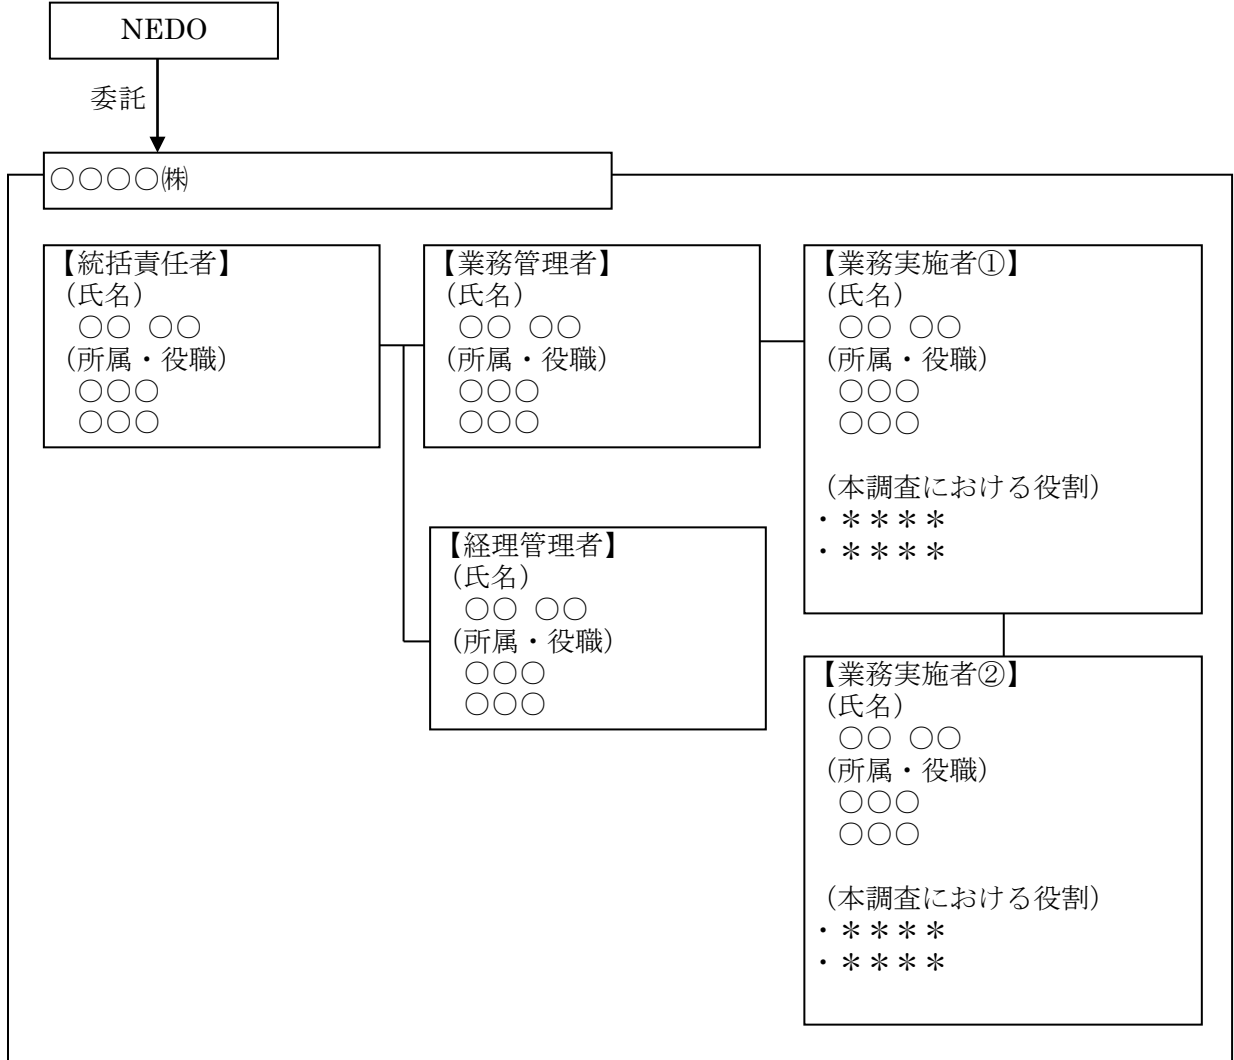 NEDO
委託
○○○○㈱
【統括責任者】
(氏名)
○○ ○○
(所属・役職)
○○○
○○○
【業務管理者】
(氏名)
○○ ○○
(所属・役職)
○○○
○○○
【経理管理者】
(氏名)
○○ ○○
(所属・役職)
○○○
○○○
【業務実施者①】
(氏名)
○○ ○○
(所属・役職)
○○○
○○○
(本調査における役割)
・＊＊＊＊
・＊＊＊＊
【業務実施者②】
(氏名)
○○ ○○
(所属・役職)
○○○
○○○
(本調査における役割)
・＊＊＊＊
・＊＊＊＊